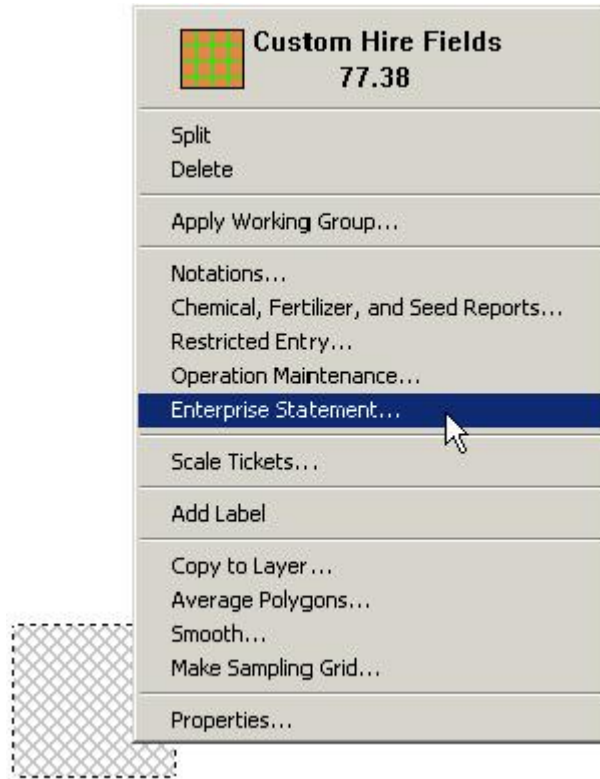 Custom Hire Fields
77.38
Split
Delete
Apply Working Group...
Notations...
Chemical, Fertilizer, and Seed Reports...
Restricted Entry...
Operation Maintenance...
Enterprise Statement...
Scale Tickets...
Add Label
Copy to Layer...
Average Polygons...
Smooth...
Make Sampling Grid...
Properties...